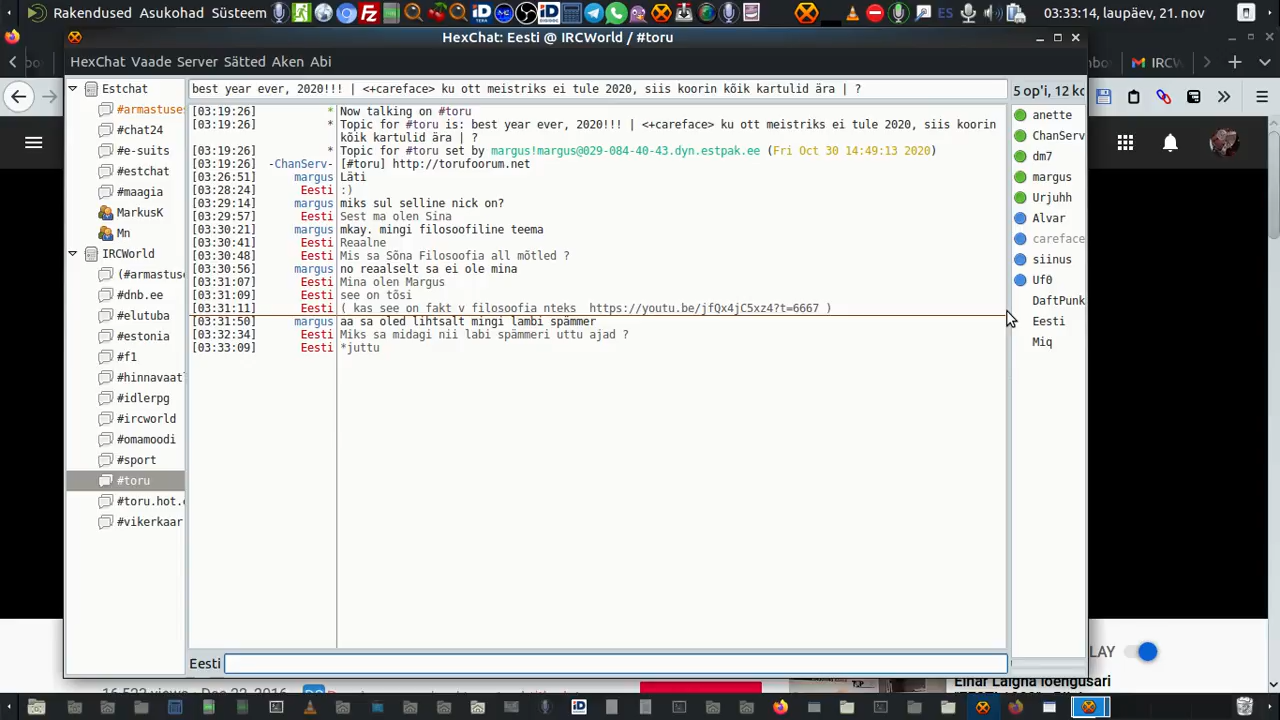 Rakendused Asukohad Süsteem
ES
03:33:14, laupäev, 21. nov
HexChat: Eesti @ IRCWorld / #toru
HexChat Vaade Server Sätted Aken Abi
Estchat
#armastuses
#chat24
#e-suits
#estchat
#maagia
MarkusK
Mn
IRCWorld
(#armastuse
#dnb.ee
#elutuba
#estonia
#f1
#hinnavaatl
#idlerpg
#ircworld
#omamoodi
#sport
#toru
#toru.hot.e
#vikerkaar
best year ever, 2020!!! | <+careface> ku ott meistriks ei tule 2020, siis koorin kõik kartulid ära | ?
[03:19:26] * Now talking on #toru
[03:19:26] * Topic for #toru is: best year ever, 2020!!! | <+careface> ku ott meistriks ei tule 2020, siis koorin
kõik kartulid ära | ?
[03:19:26] * Topic for #toru set by margus!margus@029-084-40-43.dyn.estpak.ee (Fri Oct 30 14:49:13 2020)
[03:19:26] -ChanServ- [#toru] http://torufoorum.net
[03:26:51] margus Läti
[03:28:24] Eesti :)
[03:29:14] margus miks sul selline nick on?
[03:29:57] Eesti Sest ma olen Sina
[03:30:21] margus mkay. mingi filosoofiline teema
[03:30:41] Eesti Reaalne
[03:30:48] Eesti Mis sa Sõna Filosoofia all mõtled ?
[03:30:56] margus no reaalselt sa ei ole mina
[03:31:07] Eesti Mina olen Margus
[03:31:09] Eesti see on tõsi
[03:31:11] Eesti ( kas see on fakt v filosoofia nteks https://youtu.be/jfQx4jC5xz4?t=6667 )
[03:31:50] margus aa sa oled lihtsalt mingi lambi spämmer
[03:32:34] Eesti Miks sa midagi nii labi spämmeri uttu ajad ?
[03:33:09] Eesti *juttu
5 op'i, 12 ko
anette
ChanServ
dm7
margus
Urjuhh
Alvar
careface
siinus
Uf0
DaftPunk
Eesti
Miq
Eesti
IRCW
LAY
Einar Laigna loengusari